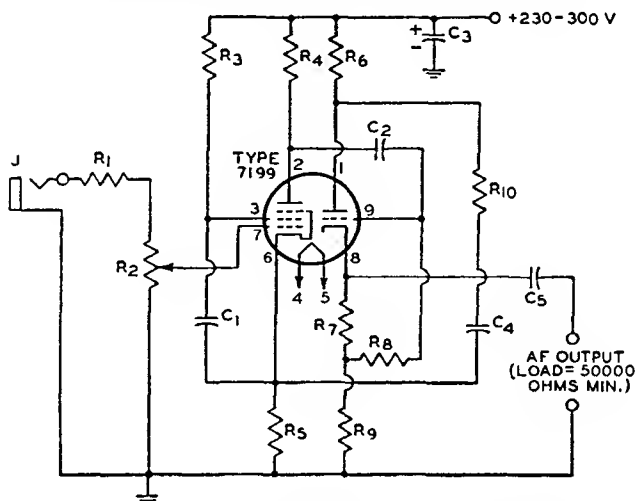 +230-300 V
+
-
C3
R3
R4
R6
C2
TYPE
7199
2
1
J
R1
R10
3
7
9
6
8
R2
4
5
C5
C1
R7
R8
C4
AF OUTPUT
(LOAD=50000
OHMS MIN.)
R5
R9